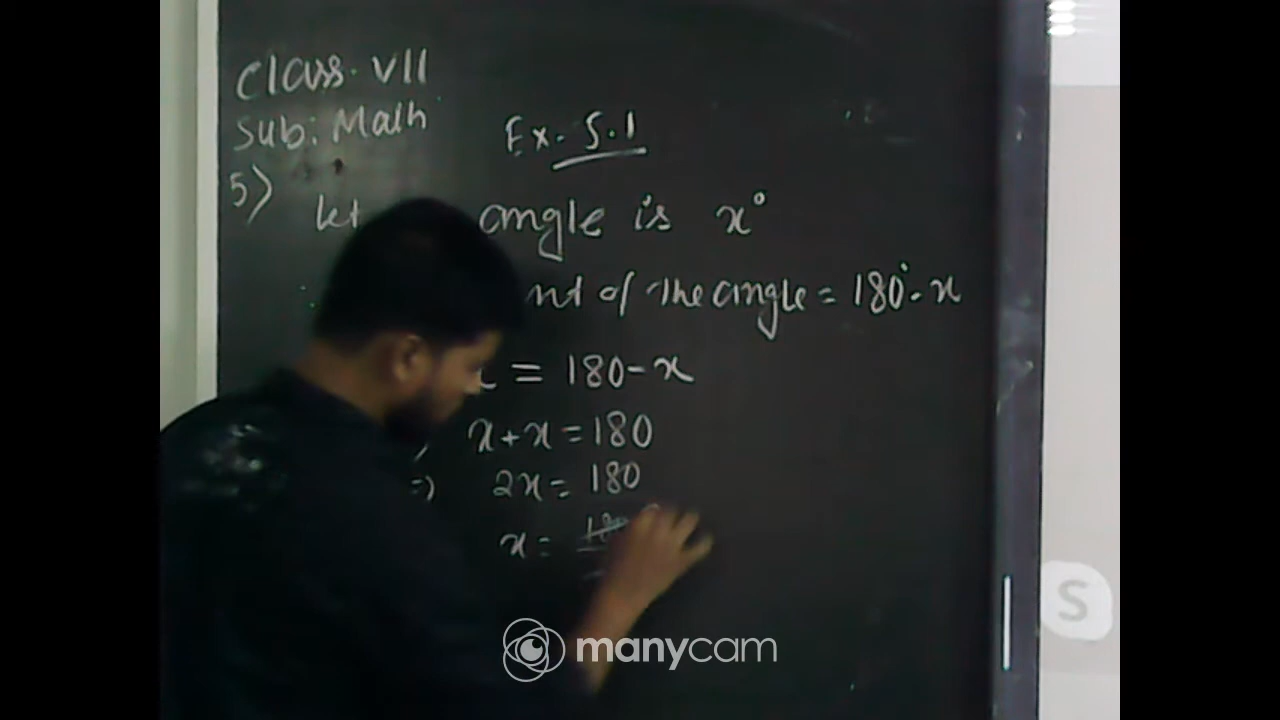 Class. VII
Sub: Math
Ex. 5.1
5)
Let angle is x°
nt of the angle = 180° - x
x = 180 - x
x + x = 180
=) 2x = 180
x = 180
manycam
S